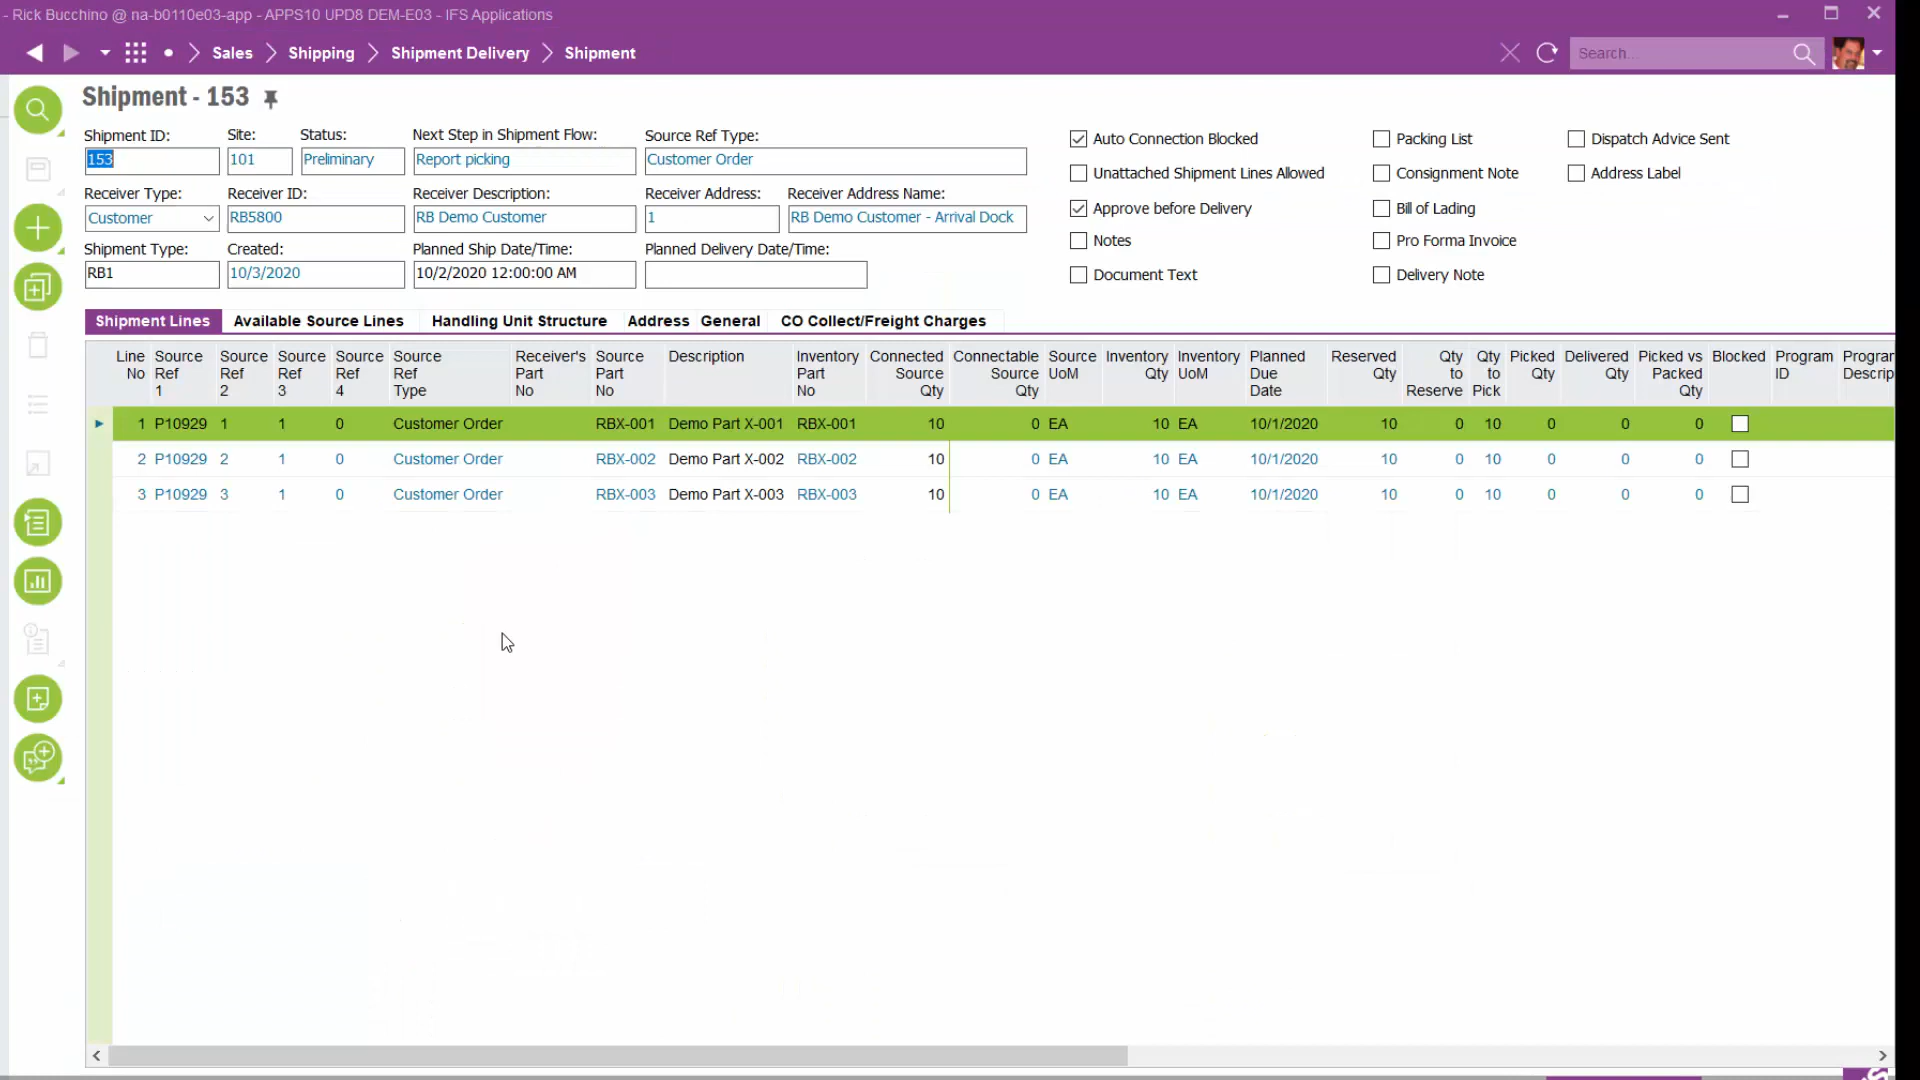 - Rick Bucchino @ na-b0110e03-app - APPS10 UPD8 DEM-E03 - IFS Applications
Sales Shipping Shipment Delivery Shipment
Search...
Shipment - 153
Shipment ID: Site: Status: Next Step in Shipment Flow: Source Ref Type:
153 101 Preliminary Report picking Customer Order
Receiver Type: Receiver ID: Receiver Description: Receiver Address: Receiver Address Name:
Customer RB5800 RB Demo Customer 1 RB Demo Customer - Arrival Dock
Shipment Type: Created: Planned Ship Date/Time: Planned Delivery Date/Time:
RB1 10/3/2020 10/2/2020 12:00:00 AM
Auto Connection Blocked Packing List Dispatch Advice Sent
Unattached Shipment Lines Allowed Consignment Note Address Label
Approve before Delivery Bill of Lading
Notes Pro Forma Invoice
Document Text Delivery Note
Shipment Lines Available Source Lines Handling Unit Structure Address General CO Collect/Freight Charges
Line Source Source Source Source Source Receiver's Source Description Inventory Connected Connectable Source Inventory Inventory Planned Reserved Qty Qty Picked Delivered Picked vs Blocked Program Program
No Ref Ref Ref Ref Ref Part Part Part Source Source UoM Qty UoM Due Qty to to Qty Qty Packed ID Descrip
1 2 3 4 Type No No No Qty Qty Date Reserve Pick Qty
1 P10929 1 1 0 Customer Order RBX-001 Demo Part X-001 RBX-001 10 0 EA 10 EA 10/1/2020 10 0 10 0 0 0
2 P10929 2 1 0 Customer Order RBX-002 Demo Part X-002 RBX-002 10 0 EA 10 EA 10/1/2020 10 0 10 0 0 0
3 P10929 3 1 0 Customer Order RBX-003 Demo Part X-003 RBX-003 10 0 EA 10 EA 10/1/2020 10 0 10 0 0 0